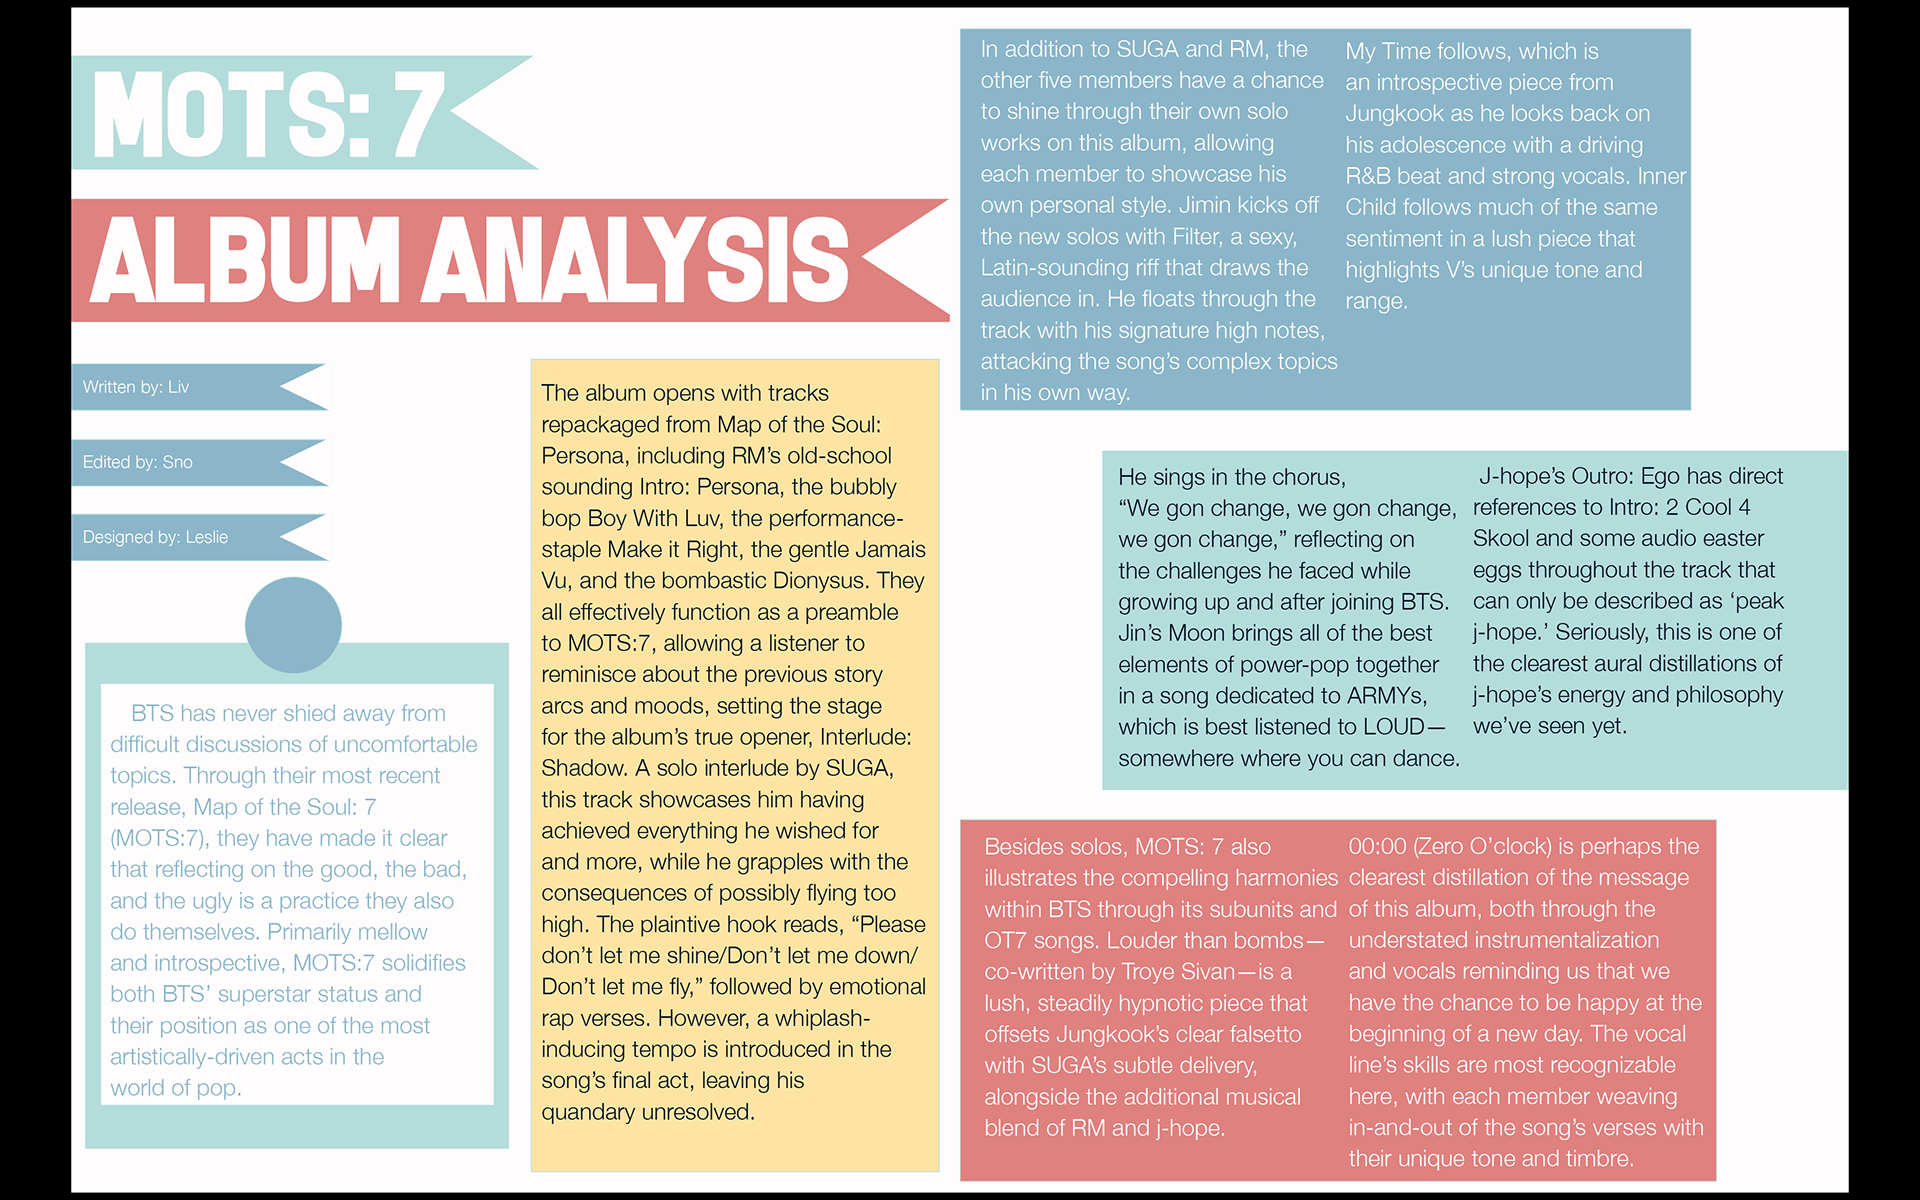 MOTS: 7
ALBUM ANALYSIS
Written by: Liv
Edited by: Sno
Designed by: Leslie
BTS has never shied away from
difficult discussions of uncomfortable
topics. Through their most recent
release, Map of the Soul: 7
(MOTS:7), they have made it clear
that reflecting on the good, the bad,
and the ugly is a practice they also
do themselves. Primarily mellow
and introspective, MOTS:7 solidifies
both BTS’ superstar status and
their position as one of the most
artistically-driven acts in the
world of pop.
The album opens with tracks
repackaged from Map of the Soul:
Persona, including RM’s old-school
sounding Intro: Persona, the bubbly
bop Boy With Luv, the performance-
staple Make it Right, the gentle Jamais
Vu, and the bombastic Dionysus. They
all effectively function as a preamble
to MOTS:7, allowing a listener to
reminisce about the previous story
arcs and moods, setting the stage
for the album’s true opener, Interlude:
Shadow. A solo interlude by SUGA,
this track showcases him having
achieved everything he wished for
and more, while he grapples with the
consequences of possibly flying too
high. The plaintive hook reads, “Please
don’t let me shine/Don’t let me down/
Don’t let me fly,” followed by emotional
rap verses. However, a whiplash-
inducing tempo is introduced in the
song’s final act, leaving his
quandary unresolved.
In addition to SUGA and RM, the
other five members have a chance
to shine through their own solo
works on this album, allowing
each member to showcase his
own personal style. Jimin kicks off
the new solos with Filter, a sexy,
Latin-sounding riff that draws the
audience in. He floats through the
track with his signature high notes,
attacking the song’s complex topics
in his own way.
My Time follows, which is
an introspective piece from
Jungkook as he looks back on
his adolescence with a driving
R&B beat and strong vocals. Inner
Child follows much of the same
sentiment in a lush piece that
highlights V’s unique tone and
range.
He sings in the chorus,
“We gon change, we gon change,
we gon change,” reflecting on
the challenges he faced while
growing up and after joining BTS.
Jin’s Moon brings all of the best
elements of power-pop together
in a song dedicated to ARMYs,
which is best listened to LOUD—
somewhere where you can dance.
J-hope’s Outro: Ego has direct
references to Intro: 2 Cool 4
Skool and some audio easter
eggs throughout the track that
can only be described as ‘peak
j-hope.’ Seriously, this is one of
the clearest aural distillations of
j-hope’s energy and philosophy
we’ve seen yet.
Besides solos, MOTS: 7 also
illustrates the compelling harmonies
within BTS through its subunits and
OT7 songs. Louder than bombs—
co-written by Troye Sivan—is a
lush, steadily hypnotic piece that
offsets Jungkook’s clear falsetto
with SUGA’s subtle delivery,
alongside the additional musical
blend of RM and j-hope.
00:00 (Zero O’clock) is perhaps the
clearest distillation of the message
of this album, both through the
understated instrumentalization
and vocals reminding us that we
have the chance to be happy at the
beginning of a new day. The vocal
line’s skills are most recognizable
here, with each member weaving
in-and-out of the song’s verses with
their unique tone and timbre.